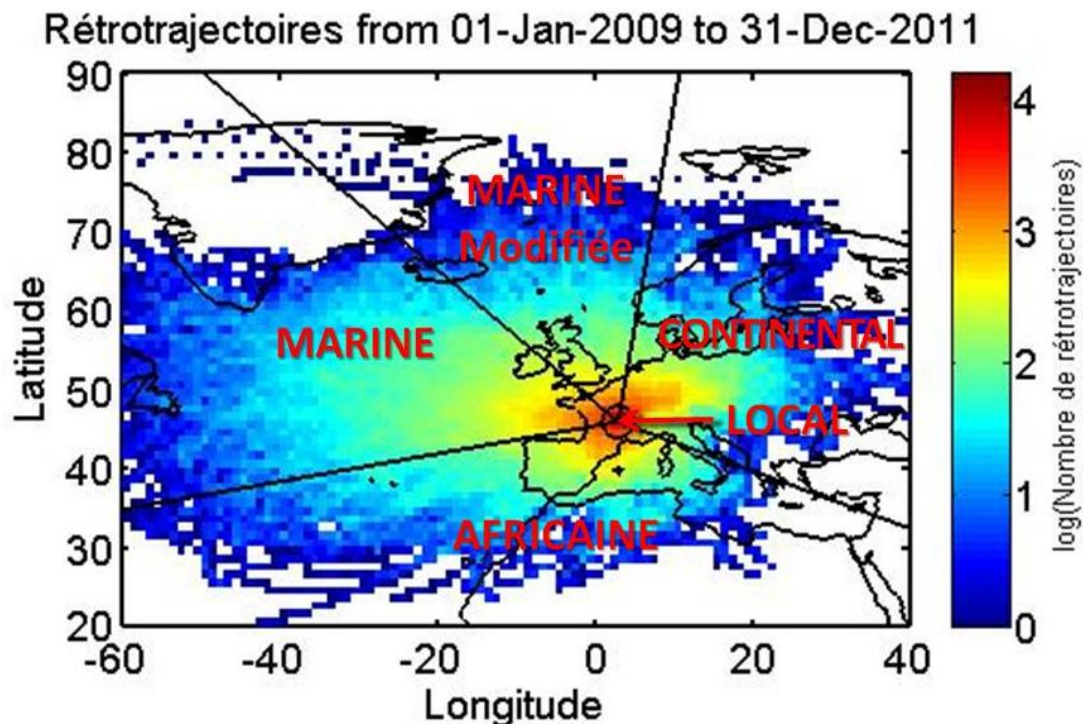 Rétrotrajectoires from 01-Jan-2009 to 31-Dec-2011
90
80
70
60
50
40
30
20
Latitude
-60
-40
-20
0
20
40
Longitude
MARINE
Modifiée
MARINE
CONTINENTAL
LOCAL
AFRICAINE
4
3
2
1
0
log(Nombre de rétrotrajectoires)